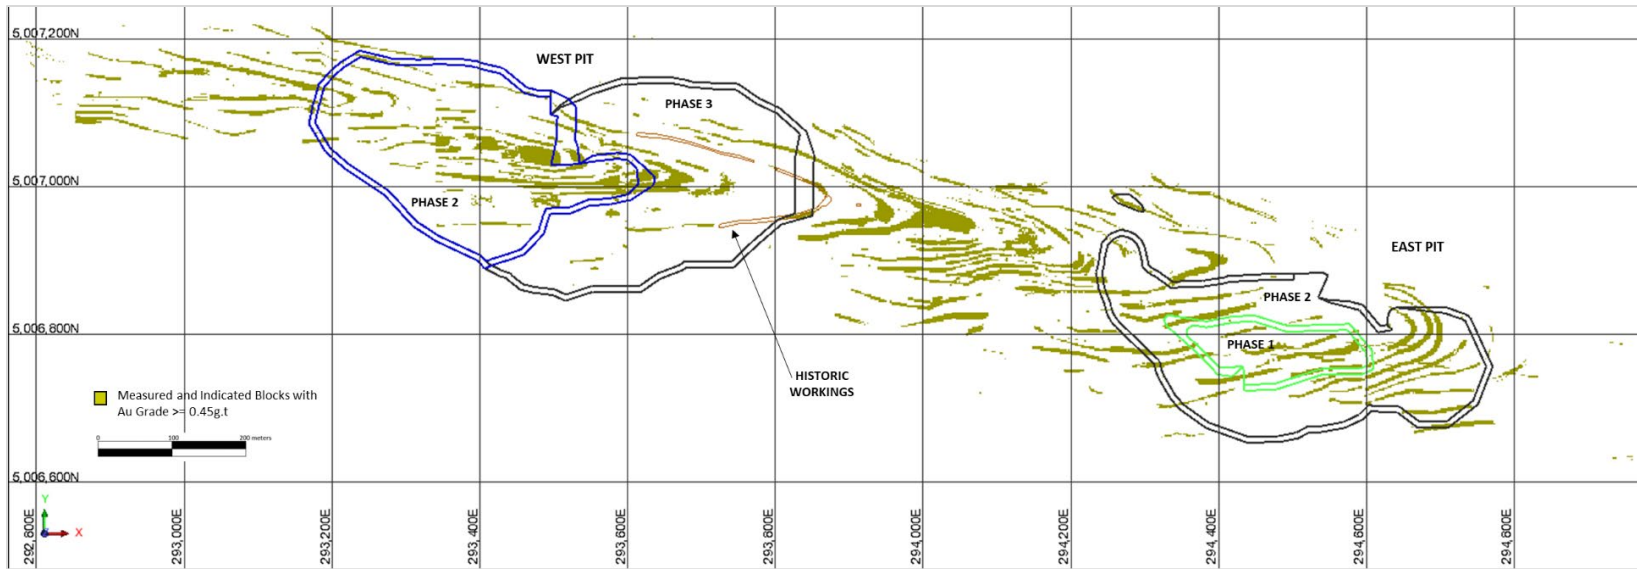 5,007,200N
WEST PIT
PHASE 3
5,007,000N
PHASE 2
EAST PIT
PHASE 2
5,006,800N
PHASE 1
HISTORIC
WORKINGS
Measured and Indicated Blocks with
Au Grade >= 0.45g.t
0 100 200 meters
5,006,600N
Y
X
292,800E
293,000E
293,200E
293,400E
293,600E
293,800E
294,000E
294,200E
294,400E
294,600E
294,800E